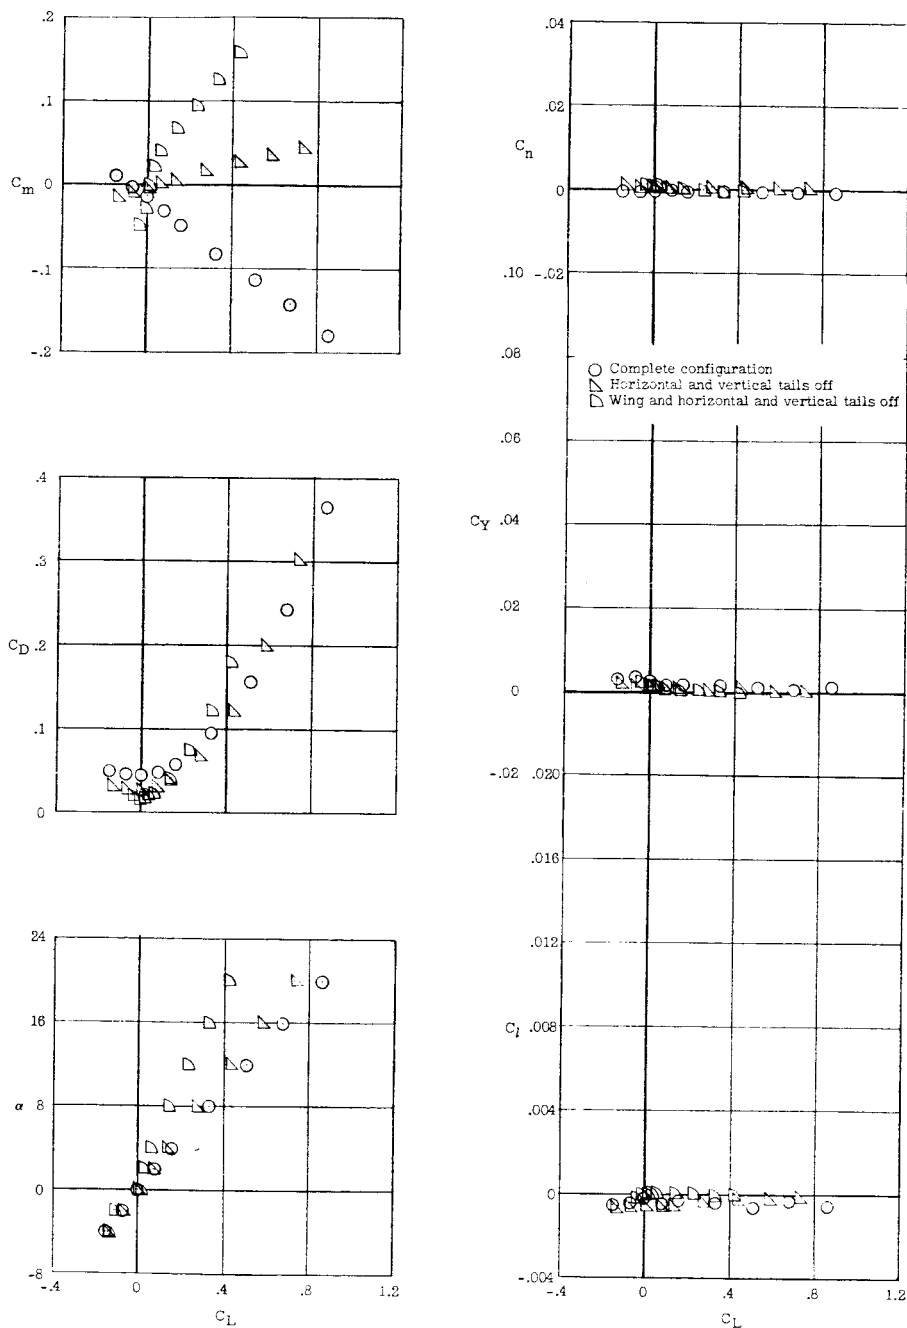 .2
.1
C_m 0
-.1
-.2
.4
.3
C_D .2
.1
0
24
16
α 8
0
-8
-.4 0 .4 .8 1.2
C_L
.04
.02
C_n
0
.10 -.02
.08
Complete configuration
Horizontal and vertical tails off
Wing and horizontal and vertical tails off
.06
C_Y .04
.02
0
-.02 .020
.016
.012
C_l .008
.004
0
-.004
-.4 0 .4 .8 1.2
C_L